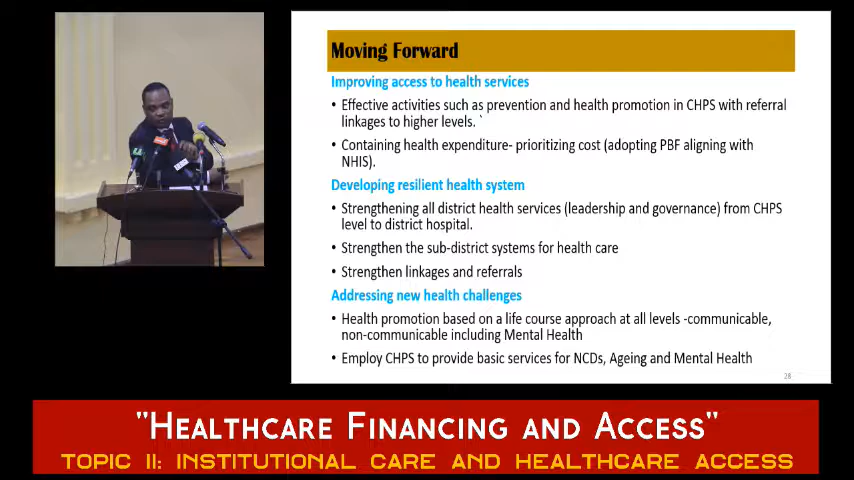 Moving Forward
Improving access to health services
• Effective activities such as prevention and health promotion in CHPS with referral
linkages to higher levels. `
• Containing health expenditure- prioritizing cost (adopting PBF aligning with
NHIS).
Developing resilient health system
• Strengthening all district health services (leadership and governance) from CHPS
level to district hospital.
• Strengthen the sub-district systems for health care
• Strengthen linkages and referrals
Addressing new health challenges
• Health promotion based on a life course approach at all levels -communicable,
non-communicable including Mental Health
• Employ CHPS to provide basic services for NCDs, Ageing and Mental Health
28
"Healthcare Financing and Access"
Topic II: Institutional Care and Healthcare Access